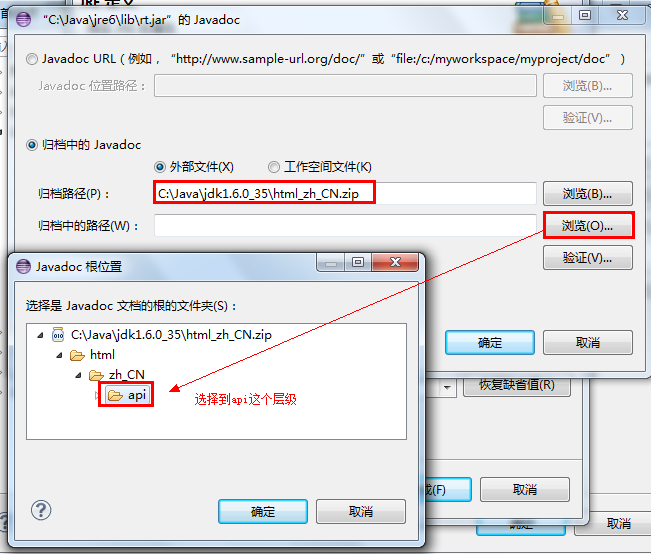 “C:\Java\jre6\lib\rt.jar”的 Javadoc
Javadoc URL（例如，“http://www.sample-url.org/doc/”或“file:/c:/myworkspace/myproject/doc”）
Javadoc 位置路径： 浏览(B)...
验证(V)...
归档中的 Javadoc
外部文件(X) 工作空间文件(K)
归档路径(P)： C:\Java\jdk1.6.0_35\html_zh_CN.zip 浏览(B)...
归档中的路径(W)： 浏览(O)...
验证(V)...
确定 取消
Javadoc 根位置
选择是 Javadoc 文档的根的文件夹(S)：
C:\Java\jdk1.6.0_35\html_zh_CN.zip
html
zh_CN
api
选择到api这个层级
确定 取消
恢复缺省值(R)
(F) 取消
取消